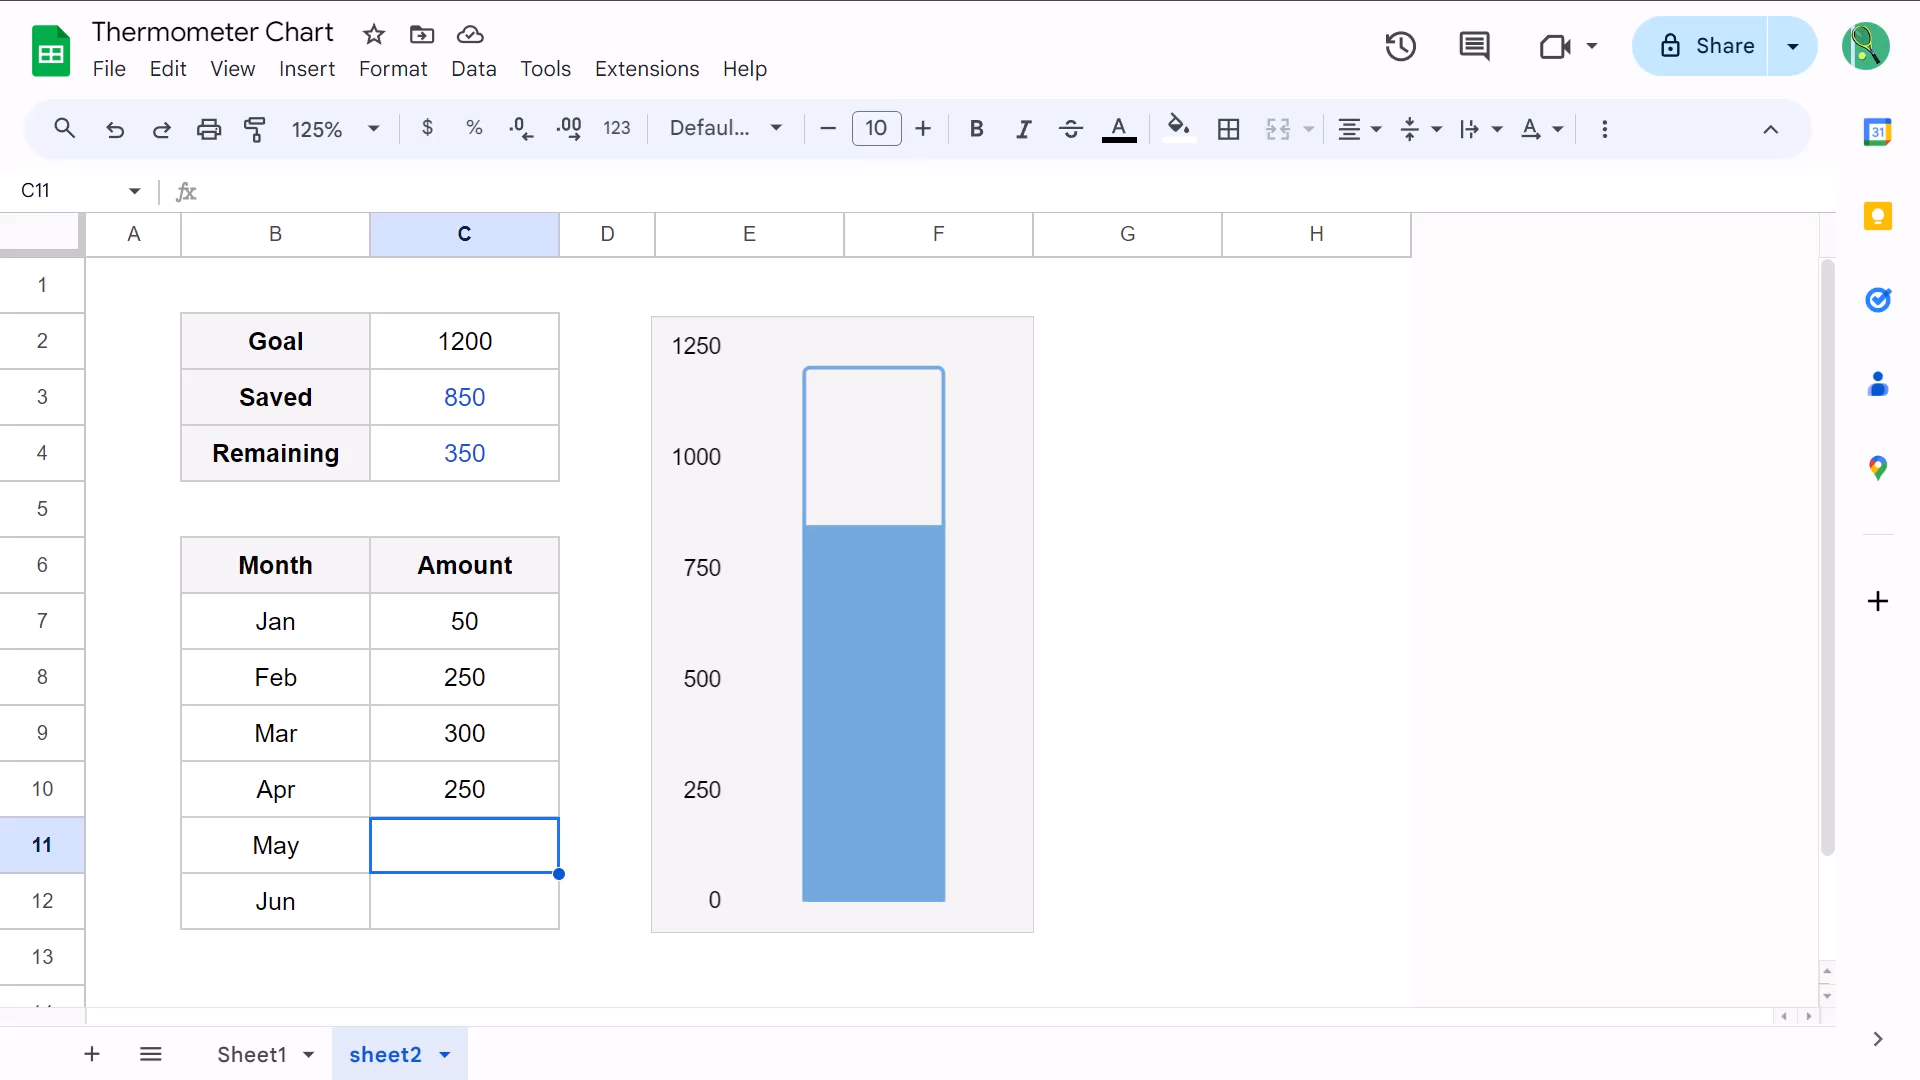 Thermometer Chart
File Edit View Insert Format Data Tools Extensions Help
Share
125% $ % .0 .00 123 Defaul... 10 B I A A
31
C11 fx
A B C D E F G H
1
2 Goal 1200
3 Saved 850
4 Remaining 350
5
6 Month Amount
7 Jan 50
8 Feb 250
9 Mar 300
10 Apr 250
11 May
12 Jun
13
1250
1000
750
500
250
0
Sheet1 sheet2